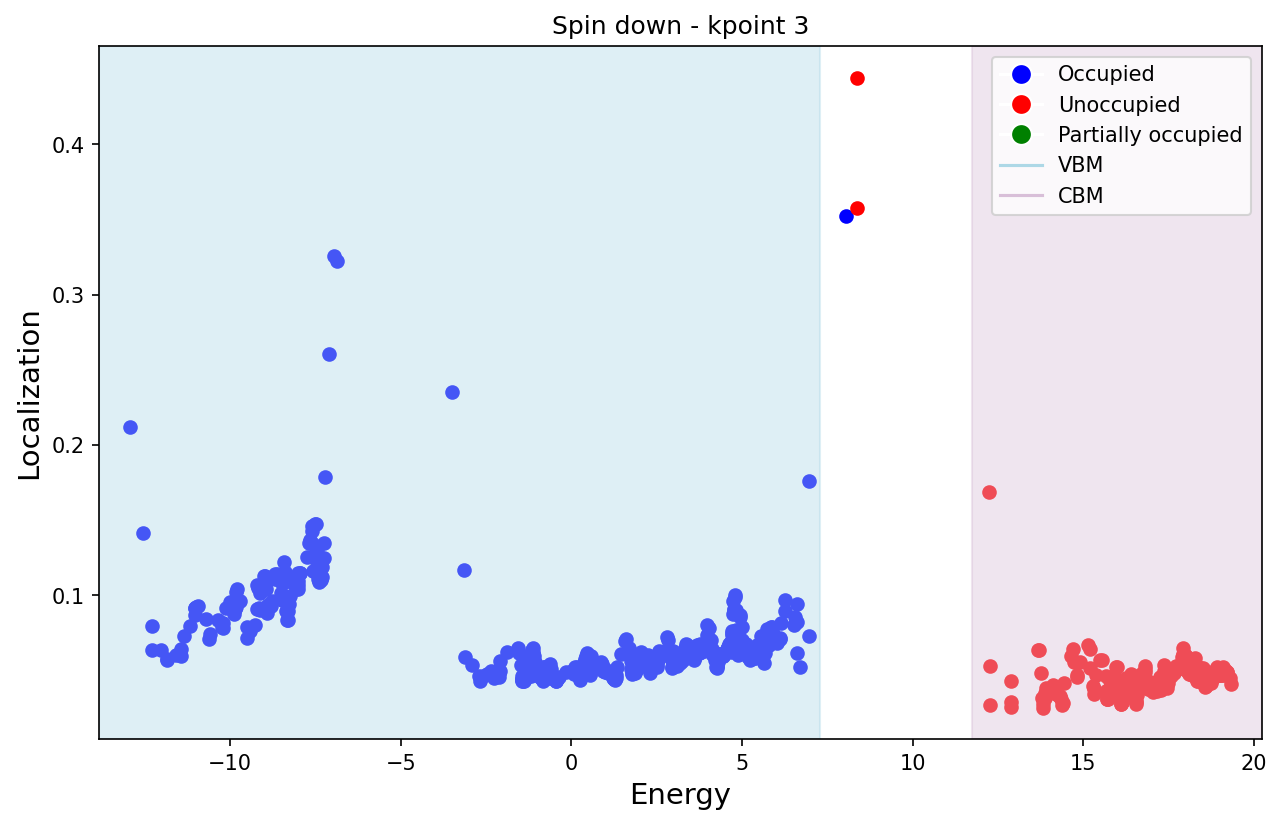 Spin down - kpoint 3
Localization
0.4
0.3
0.2
0.1
Occupied
Unoccupied
Partially occupied
VBM
CBM
−10
−5
0
5
10
15
20
Energy